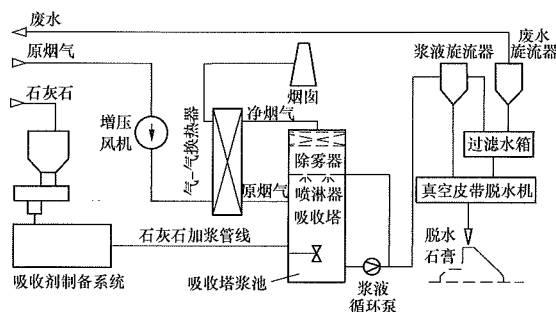 废水
原烟气
石灰石
增压
风机
气-气换热器
净烟气
烟囱
原烟气
除雾器
喷淋器
吸收塔
石灰石加浆管线
吸收塔浆池
吸收剂制备系统
浆液
循环泵
浆液旋流器
废水
旋流器
过滤水箱
真空皮带脱水机
脱水
石膏